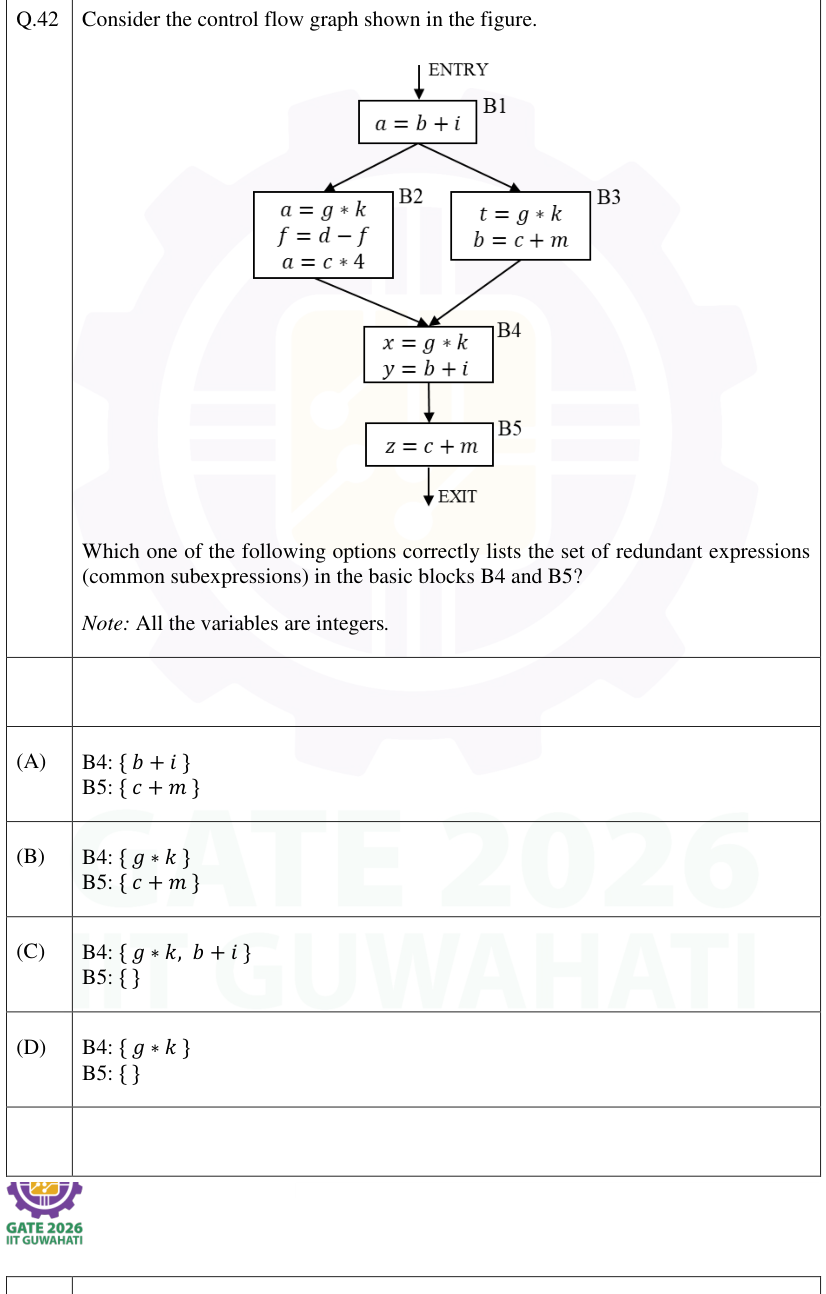 Q.42 Consider the control flow graph shown in the figure.
ENTRY
B1
a = b + i
B2
a = g ∗ k
f = d − f
a = c ∗ 4
B3
t = g ∗ k
b = c + m
B4
x = g ∗ k
y = b + i
B5
z = c + m
EXIT
Which one of the following options correctly lists the set of redundant expressions
(common subexpressions) in the basic blocks B4 and B5?
Note: All the variables are integers.
(A) B4: { b + i }
B5: { c + m }
(B) B4: { g ∗ k }
B5: { c + m }
(C) B4: { g ∗ k, b + i }
B5: { }
(D) B4: { g ∗ k }
B5: { }
GATE 2026
IIT GUWAHATI
GATE 2026
IIT GUWAHATI